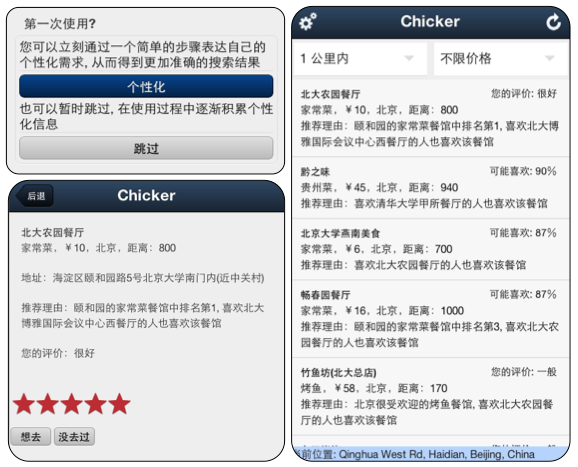 第一次使用?
您可以立刻通过一个简单的步骤表达自己的
个性化需求, 从而得到更加准确的搜索结果
个性化
也可以暂时跳过, 在使用过程中逐渐积累个性
化信息
跳过
后退
Chicker
北大农园餐厅
家常菜，￥10，北京，距离：800
地址：海淀区颐和园路5号北京大学南门内(近中关村)
推荐理由：颐和园的家常菜餐馆中排名第1, 喜欢北大
博雅国际会议中心西餐厅的人也喜欢该餐馆
您的评价：很好
想去
没去过
Chicker
1 公里内
不限价格
北大农园餐厅
您的评价: 很好
家常菜，￥10，北京，距离：800
推荐理由：颐和园的家常菜餐馆中排名第1, 喜欢北大博
雅国际会议中心西餐厅的人也喜欢该餐馆
黔之味
可能喜欢: 90%
贵州菜，￥45，北京，距离：940
推荐理由：喜欢清华大学甲所餐厅的人也喜欢该餐馆
北京大学燕南美食
可能喜欢: 87%
家常菜，￥6，北京，距离：700
推荐理由：喜欢北大农园餐厅的人也喜欢该餐馆
畅春园餐厅
可能喜欢: 87%
家常菜，￥16，北京，距离：1000
推荐理由：颐和园的家常菜餐馆中排名第3, 喜欢北大农
园餐厅的人也喜欢该餐馆
竹鱼坊(北大总店)
您的评价: 一般
烤鱼，￥58，北京，距离：170
推荐理由：北京很受欢迎的烤鱼餐馆, 喜欢北大农园餐
厅的人也喜欢该餐馆
当前位置: Qinghua West Rd, Haidian, Beijing, China